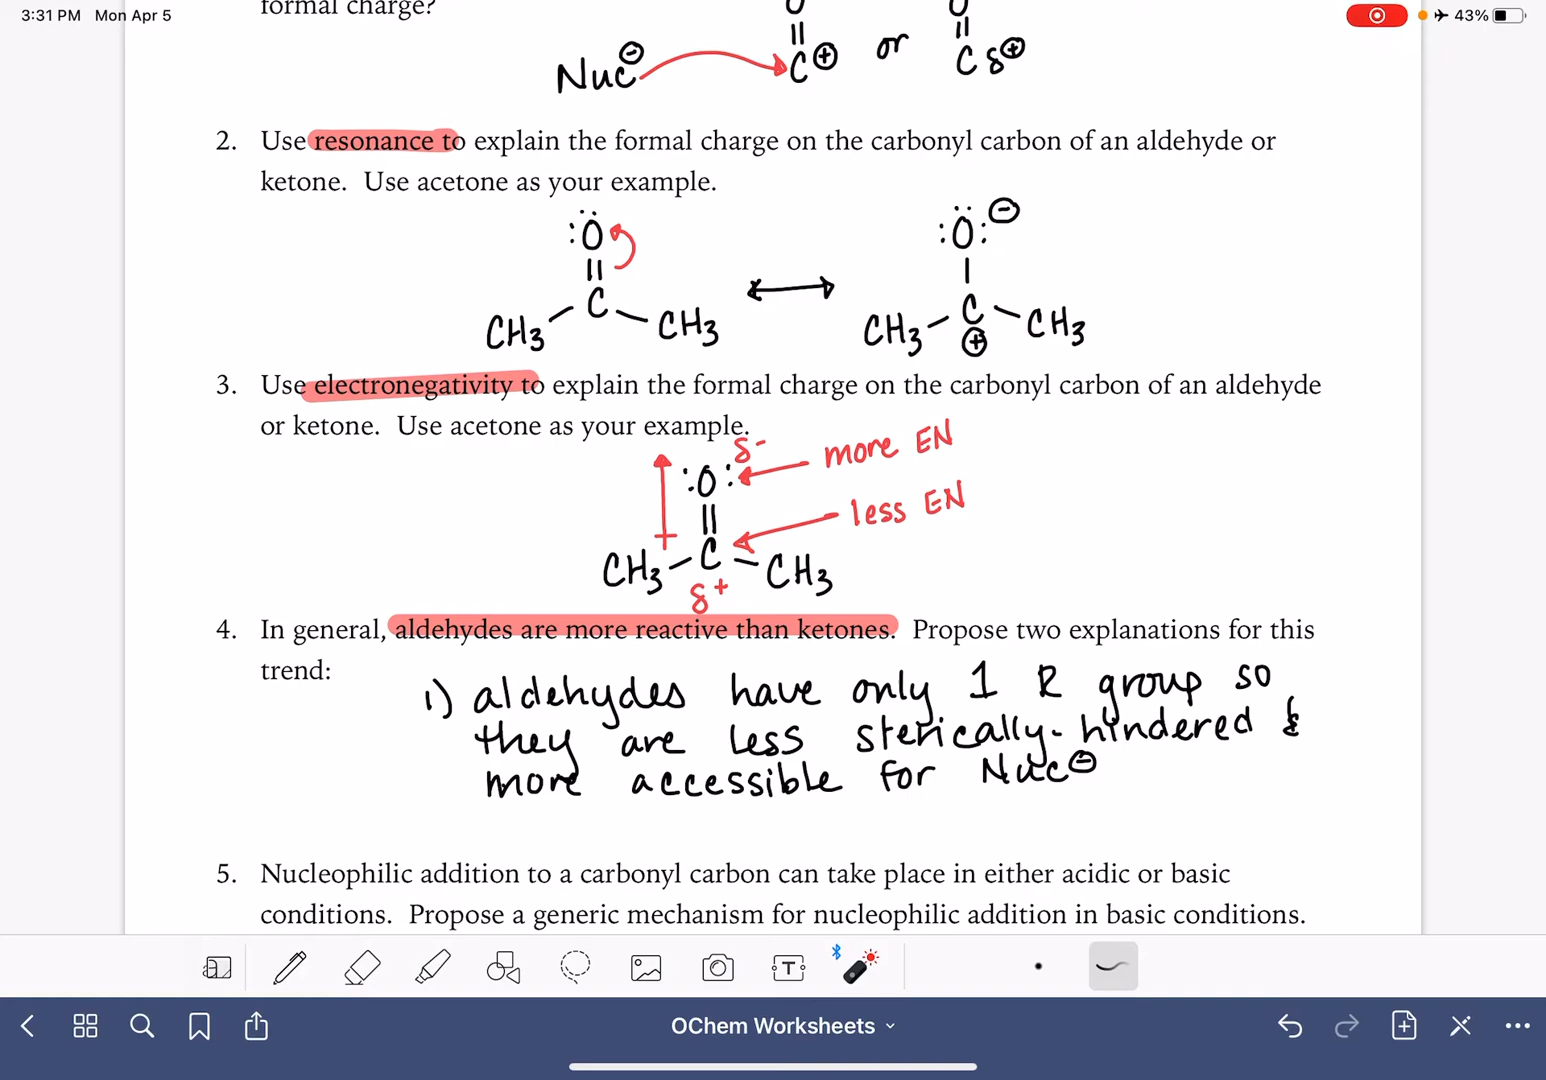 3:31 PM Mon Apr 5
43%
formal charge?
O O
Nuc⊖ C⊕ or C δ⊕
2. Use resonance to explain the formal charge on the carbonyl carbon of an aldehyde or
ketone. Use acetone as your example.
:Ö :Ö:⊖
CH3 C CH3 CH3 C CH3
⊕
3. Use electronegativity to explain the formal charge on the carbonyl carbon of an aldehyde
or ketone. Use acetone as your example.
δ- more EN
:O:
less EN
CH3 C CH3
δ+
4. In general, aldehydes are more reactive than ketones. Propose two explanations for this
trend:
1) aldehydes have only 1 R group so
they are less sterically-hindered &
more accessible for Nuc⊖
5. Nucleophilic addition to a carbonyl carbon can take place in either acidic or basic
conditions. Propose a generic mechanism for nucleophilic addition in basic conditions.
OChem Worksheets